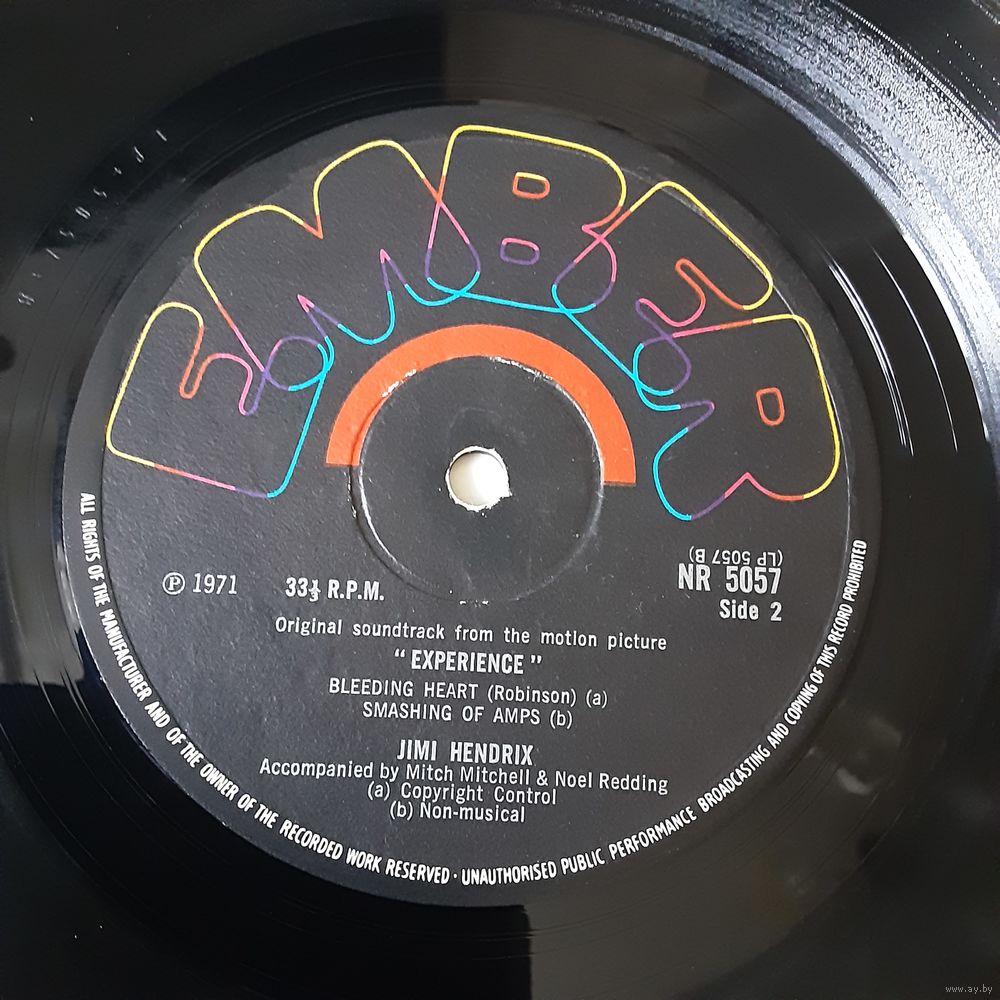 EMBER
℗ 1971
33⅓ R.P.M.
(LP 5057 B)
NR 5057
Side 2
Original soundtrack from the motion picture
“EXPERIENCE”
BLEEDING HEART (Robinson) (a)
SMASHING OF AMPS (b)
JIMI HENDRIX
Accompanied by Mitch Mitchell & Noel Redding
(a) Copyright Control
(b) Non-musical
ALL RIGHTS OF THE MANUFACTURER AND OF THE OWNER OF THE RECORDED WORK RESERVED · UNAUTHORISED PUBLIC PERFORMANCE BROADCASTING AND COPYING OF THIS RECORD PROHIBITED
www.ay.by